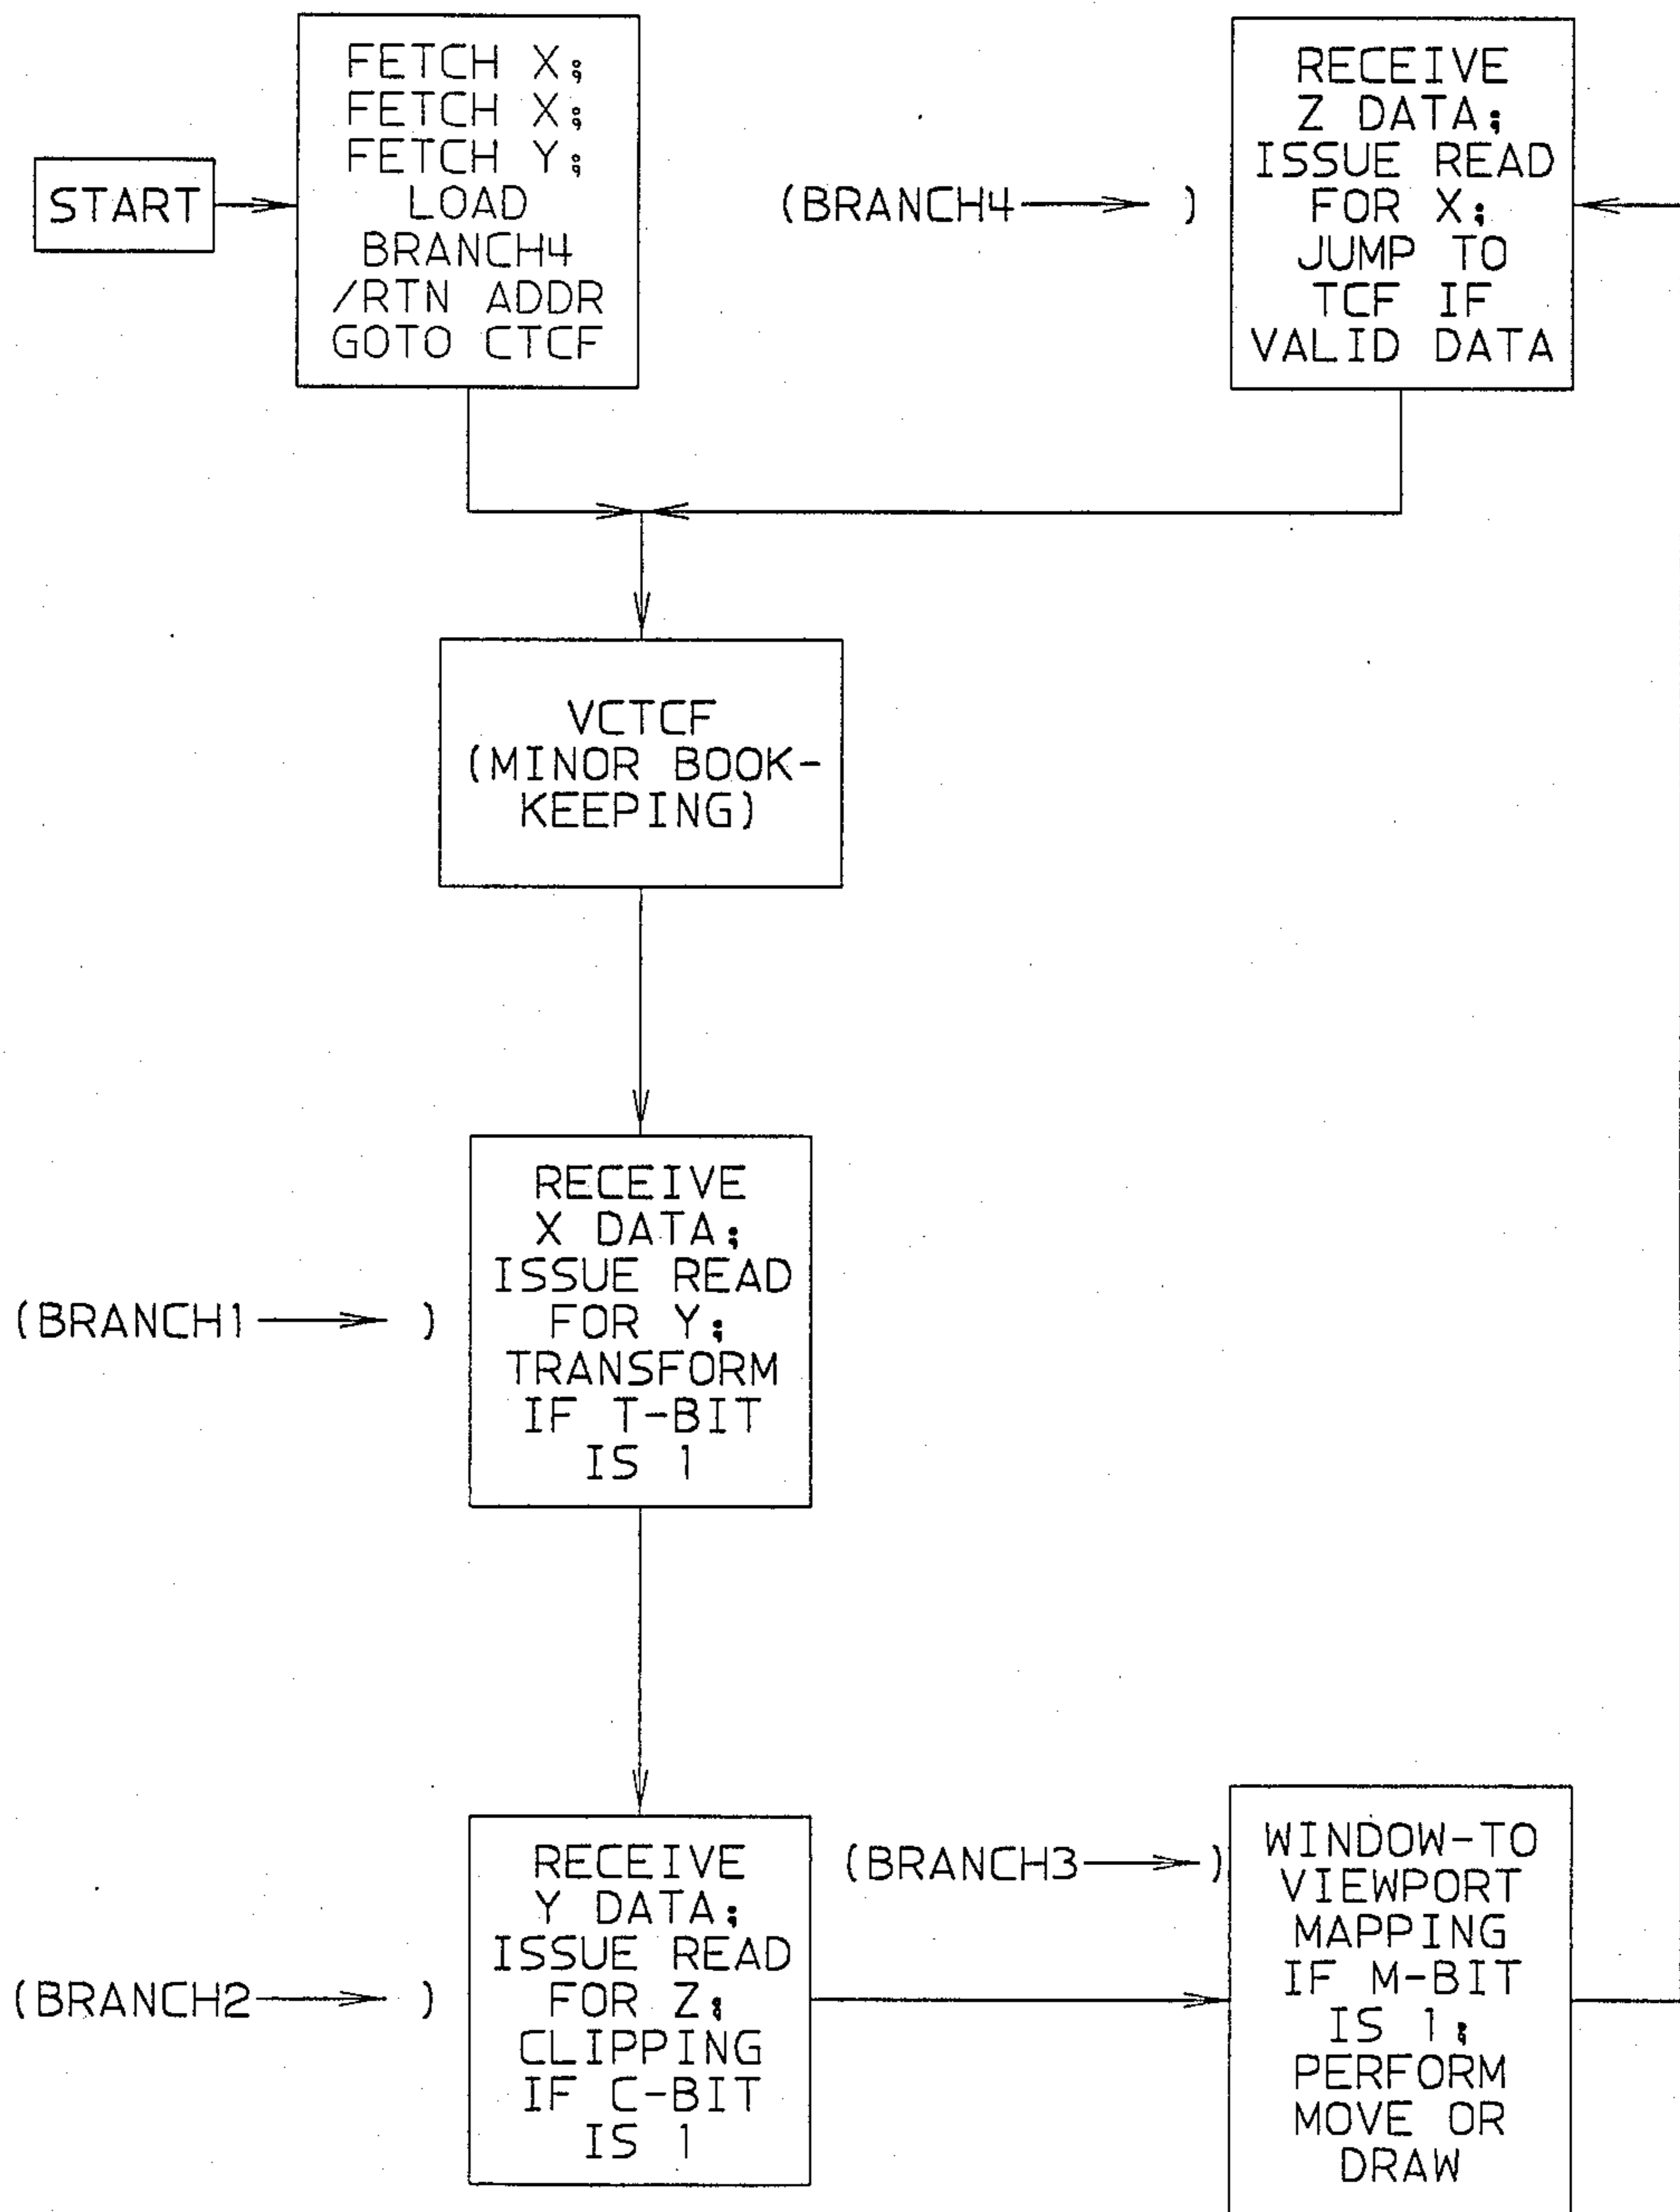 START
FETCH X;
FETCH X;
FETCH Y;
LOAD
BRANCH4
/RTN ADDR
GOTO CTCF
(BRANCH4 )
RECEIVE
Z DATA;
ISSUE READ
FOR X;
JUMP TO
TCF IF
VALID DATA
VCTCF
(MINOR BOOK-
KEEPING)
(BRANCH1 )
RECEIVE
X DATA;
ISSUE READ
FOR Y;
TRANSFORM
IF T-BIT
IS 1
(BRANCH2 )
RECEIVE
Y DATA;
ISSUE READ
FOR Z;
CLIPPING
IF C-BIT
IS 1
(BRANCH3 )
WINDOW-TO
VIEWPORT
MAPPING
IF M-BIT
IS 1;
PERFORM
MOVE OR
DRAW